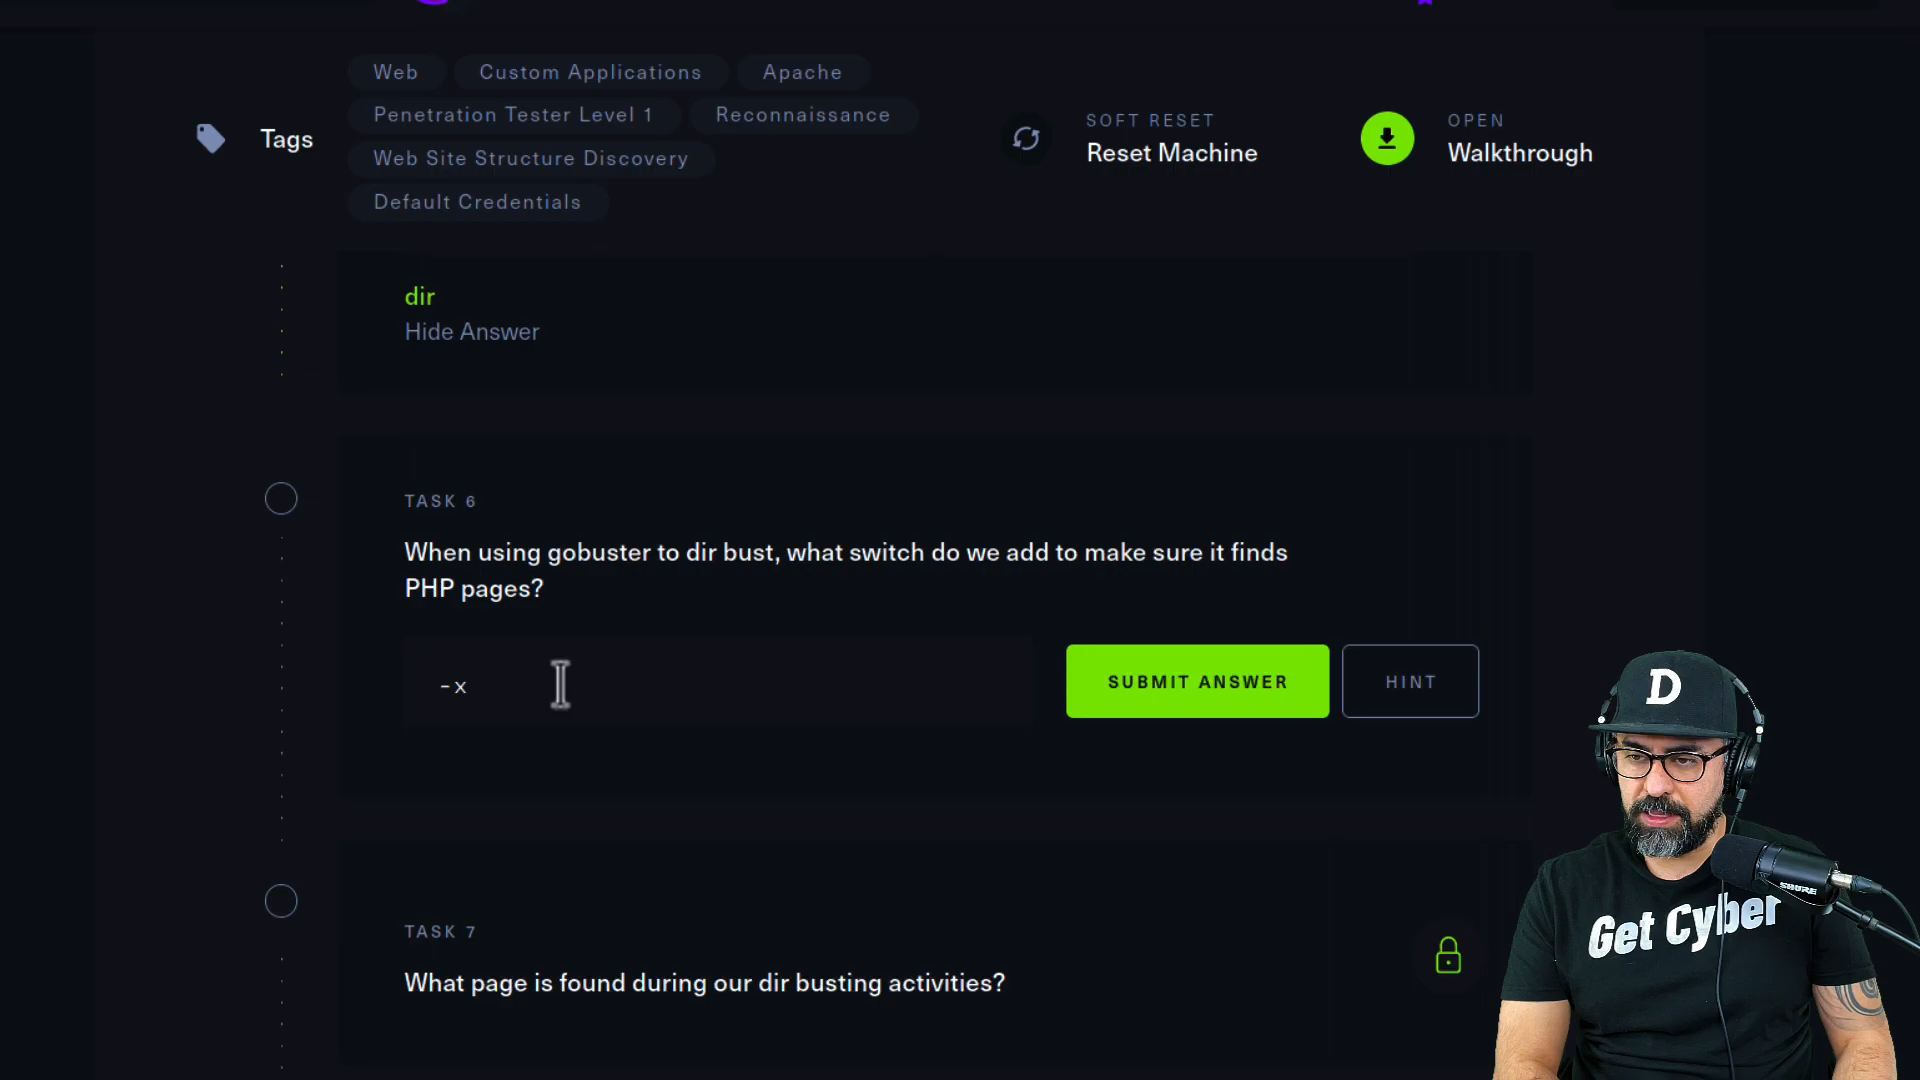 Web
Custom Applications
Apache
Penetration Tester Level 1
Reconnaissance
Web Site Structure Discovery
Default Credentials
Tags
SOFT RESET
Reset Machine
OPEN
Walkthrough
dir
Hide Answer
TASK 6
When using gobuster to dir bust, what switch do we add to make sure it finds
PHP pages?
-x
SUBMIT ANSWER
HINT
TASK 7
What page is found during our dir busting activities?
D
SHURE
Get Cyber